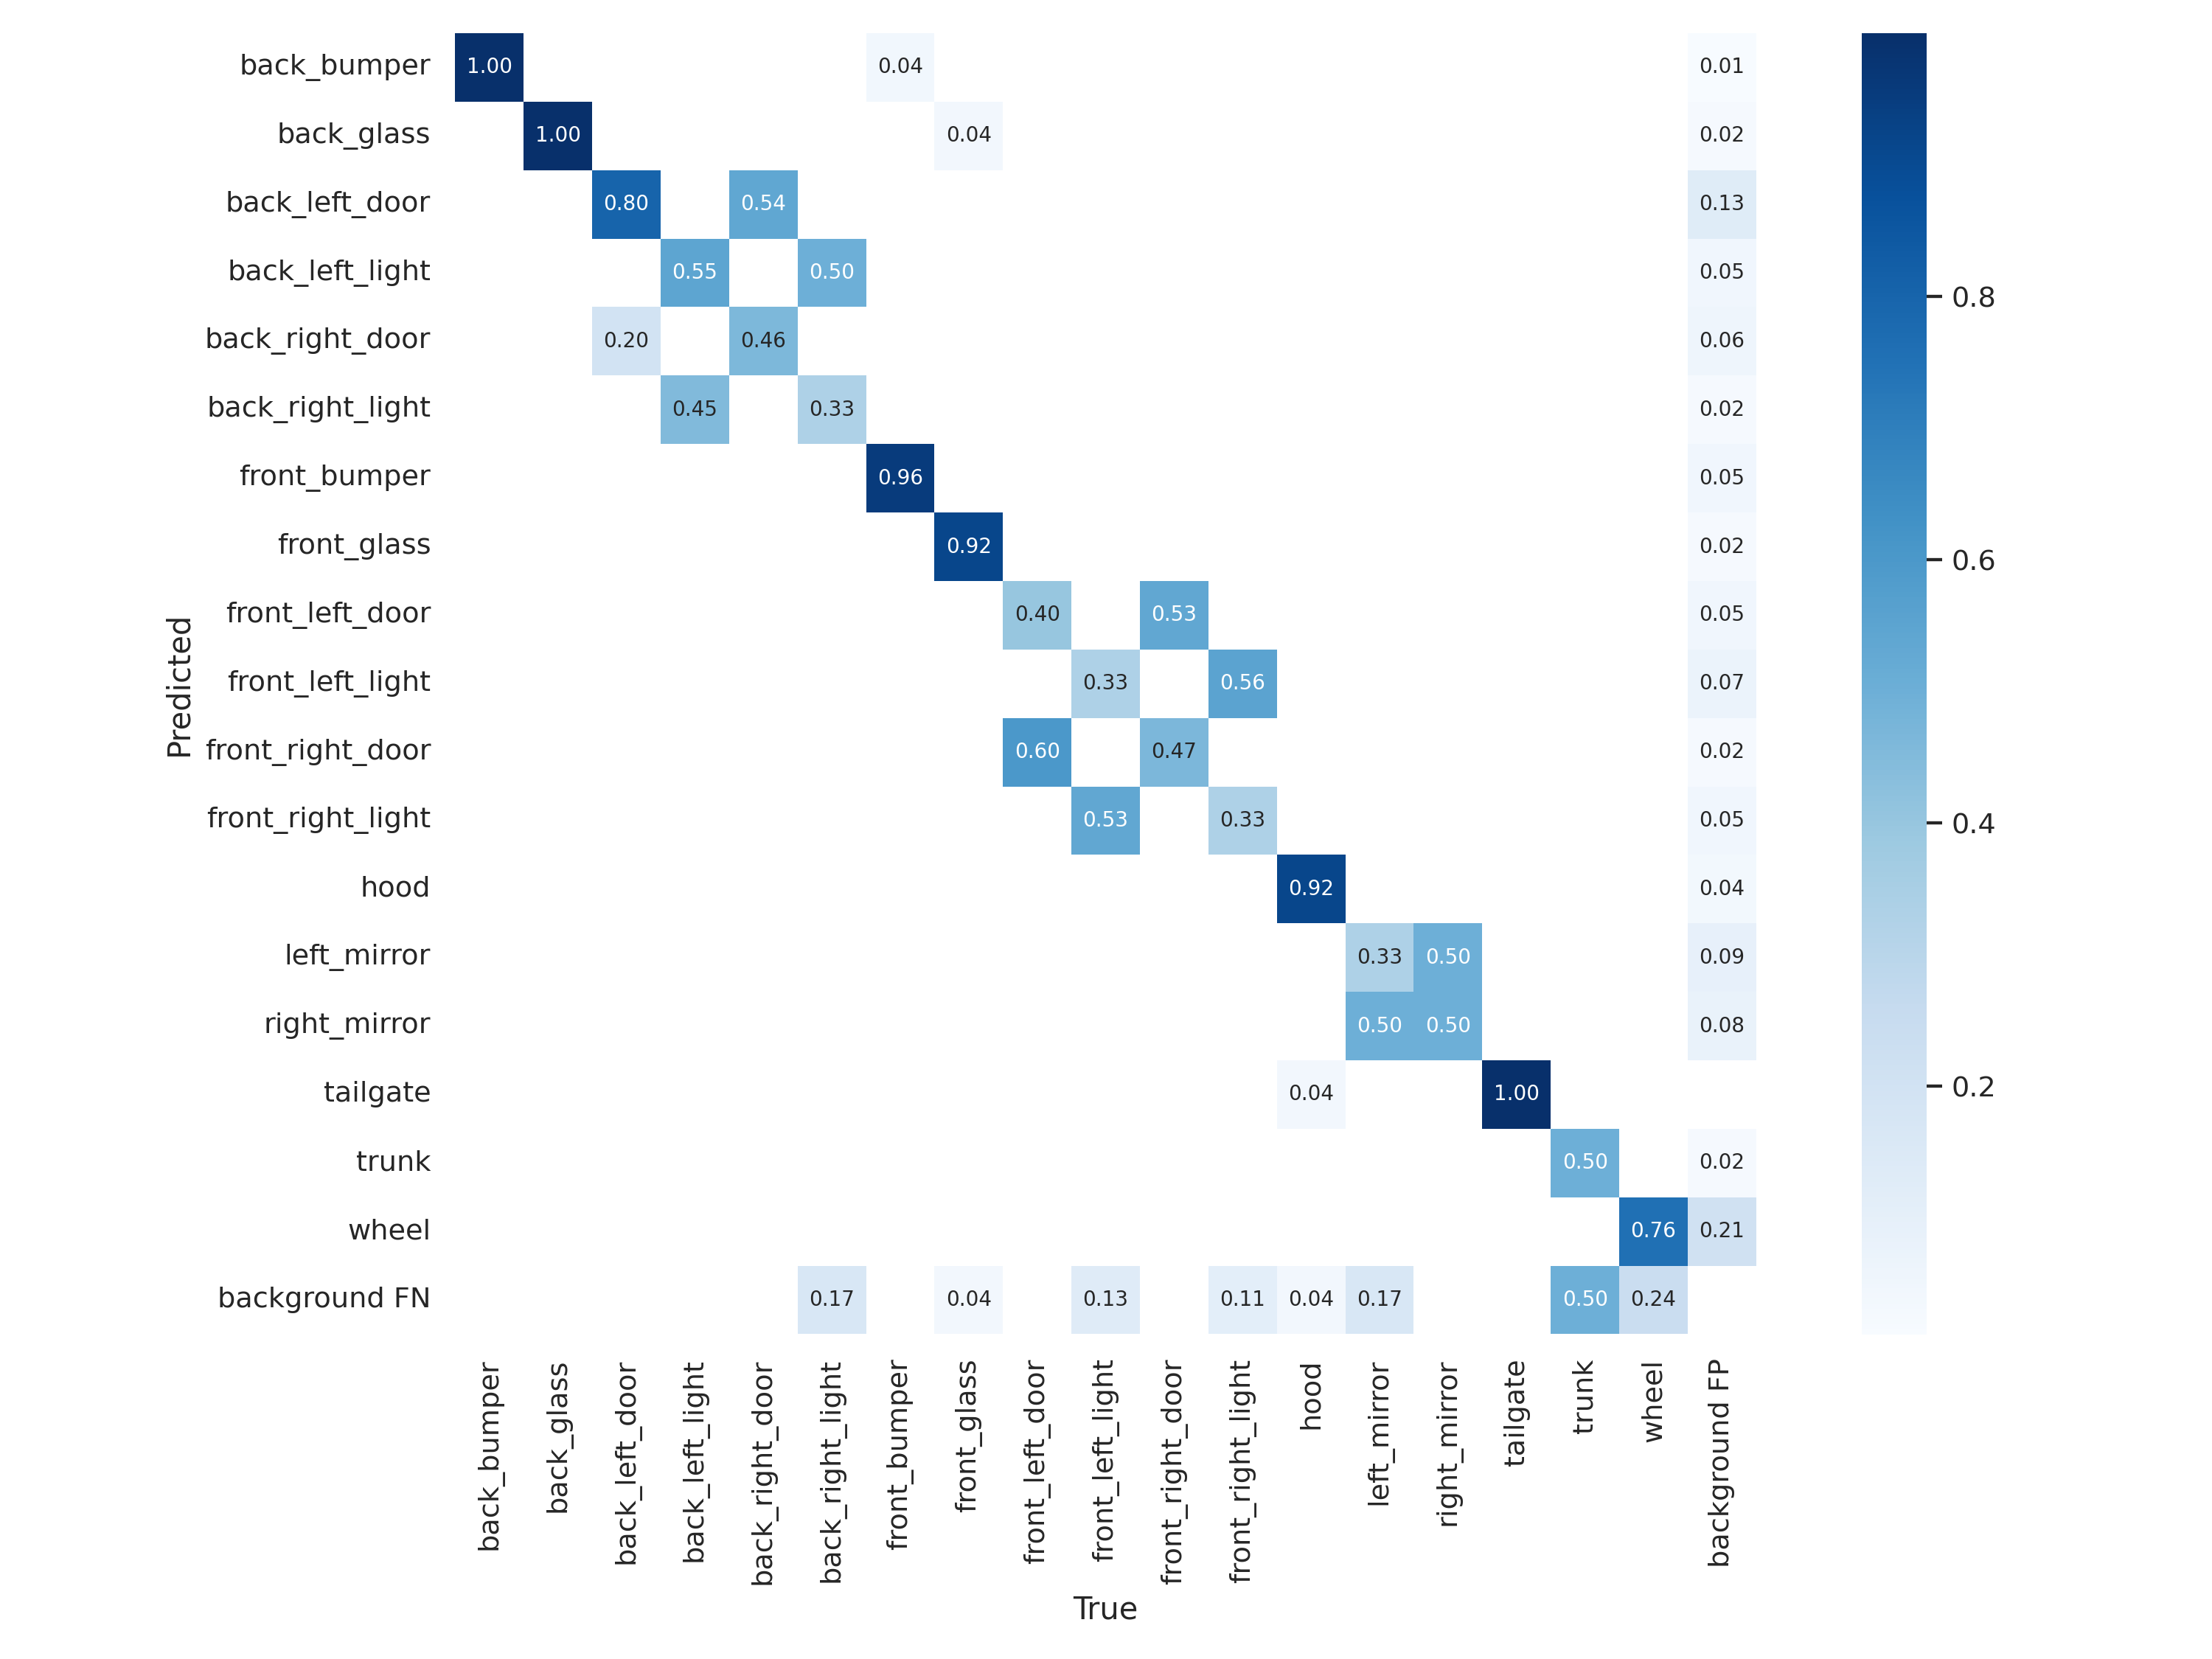 back_bumper 1.00 0.04 0.01
back_glass 1.00 0.04 0.02
back_left_door 0.80 0.54 0.13
back_left_light 0.55 0.50 0.05
back_right_door 0.20 0.46 0.06
back_right_light 0.45 0.33 0.02
front_bumper 0.96 0.05
front_glass 0.92 0.02
front_left_door 0.40 0.53 0.05
front_left_light 0.33 0.56 0.07
front_right_door 0.60 0.47 0.02
front_right_light 0.53 0.33 0.05
hood 0.92 0.04
left_mirror 0.33 0.50 0.09
right_mirror 0.50 0.50 0.08
tailgate 0.04 1.00
trunk 0.50 0.02
wheel 0.76 0.21
background FN 0.17 0.04 0.13 0.11 0.04 0.17 0.50 0.24
Predicted
back_bumper
back_glass
back_left_door
back_left_light
back_right_door
back_right_light
front_bumper
front_glass
front_left_door
front_left_light
front_right_door
front_right_light
hood
left_mirror
right_mirror
tailgate
trunk
wheel
background FP
True
0.8
0.6
0.4
0.2